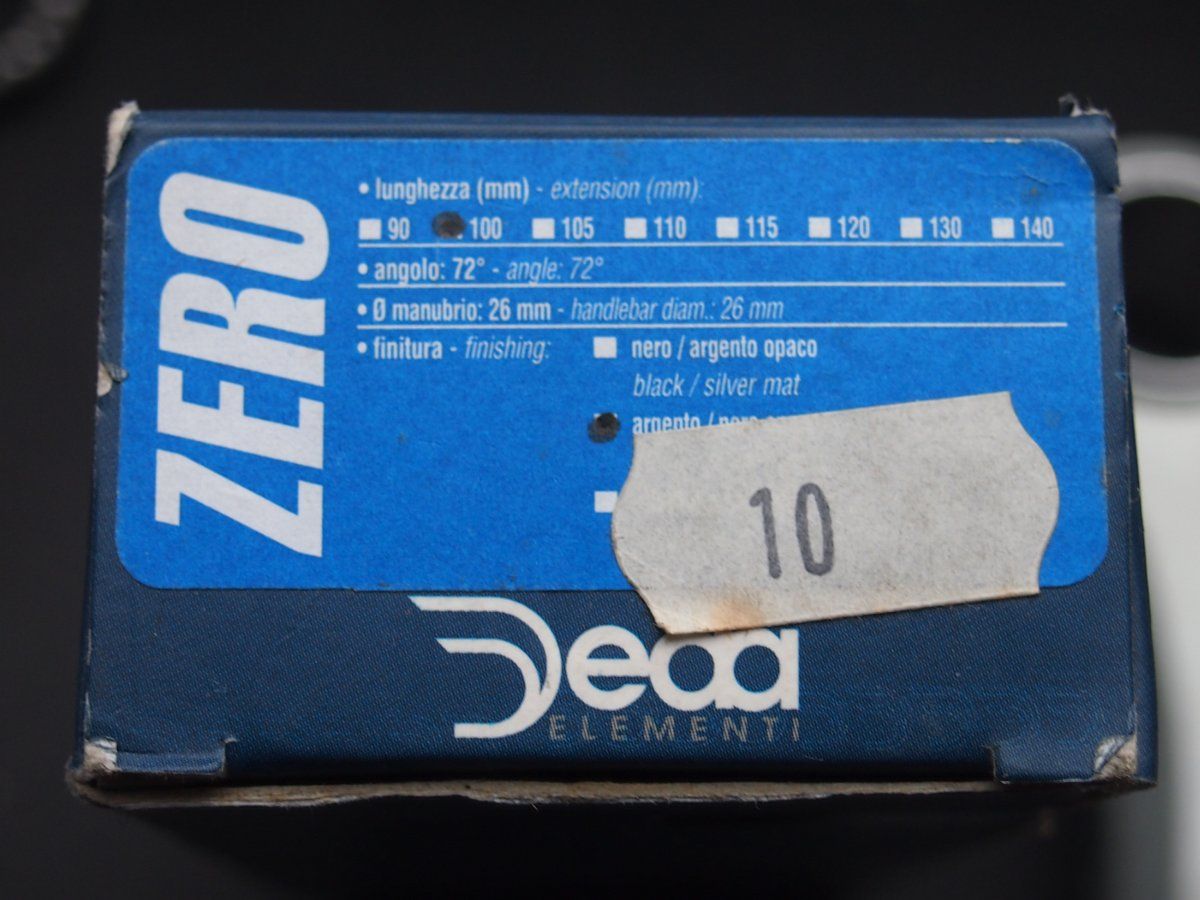 ZERO
• lunghezza (mm) - extension (mm):
90 100 105 110 115 120 130 140
• angolo: 72° - angle: 72°
• Ø manubrio: 26 mm - handlebar diam.: 26 mm
• finitura - finishing: nero / argento opaco
black / silver mat
argento / nero
10
Deda
ELEMENTI